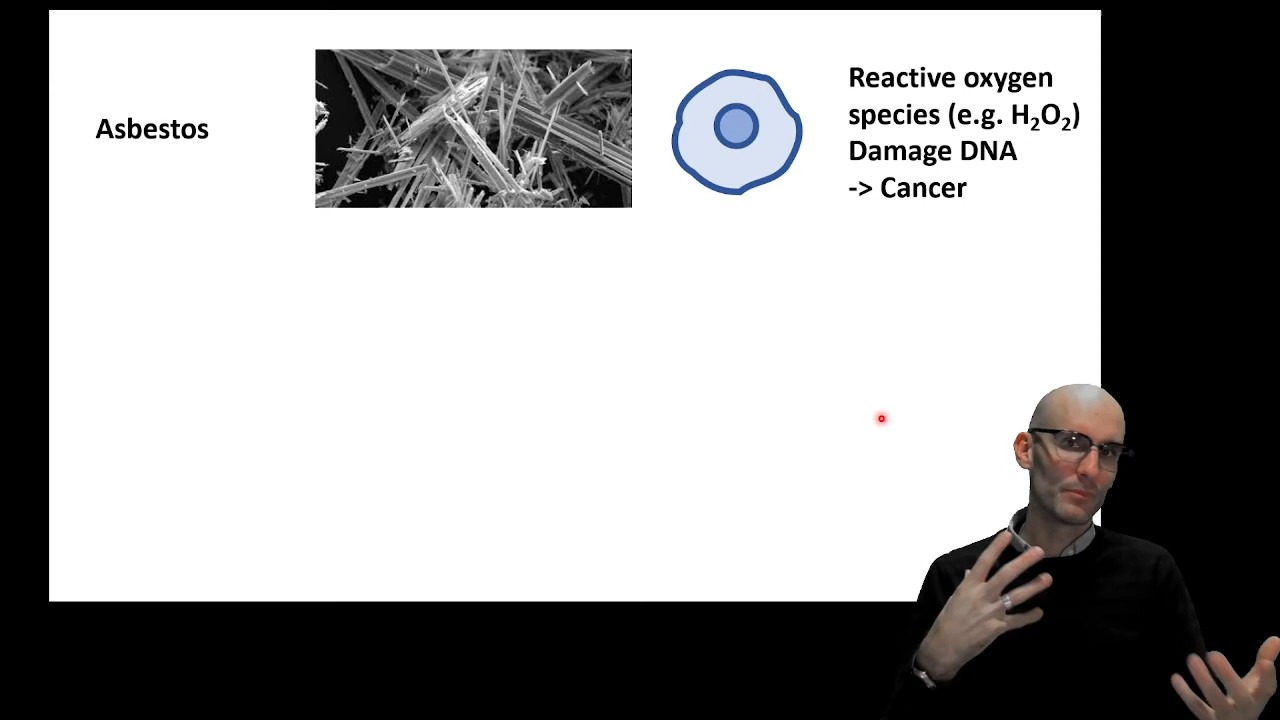 Asbestos
Reactive oxygen
species (e.g. H₂O₂)
Damage DNA
-> Cancer